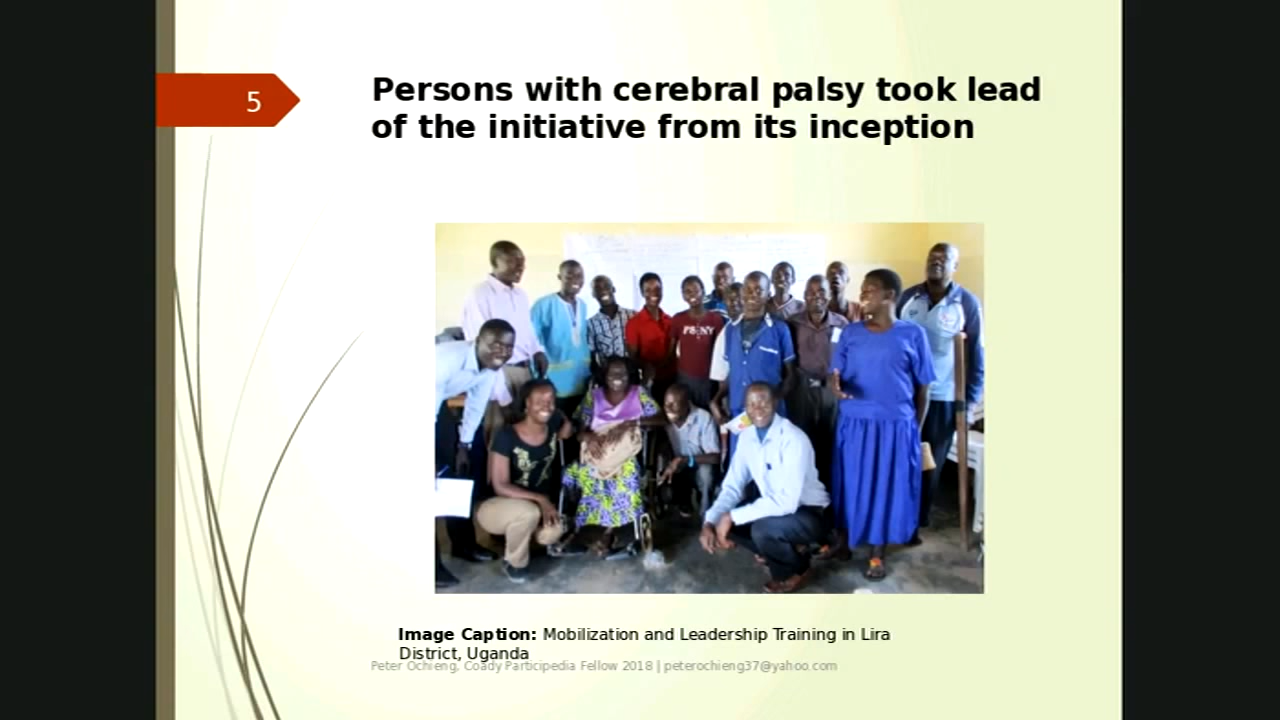 5
Persons with cerebral palsy took lead
of the initiative from its inception
Image Caption: Mobilization and Leadership Training in Lira
District, Uganda
Peter Ochieng, Coady Participedia Fellow 2018 | peterochieng37@yahoo.com